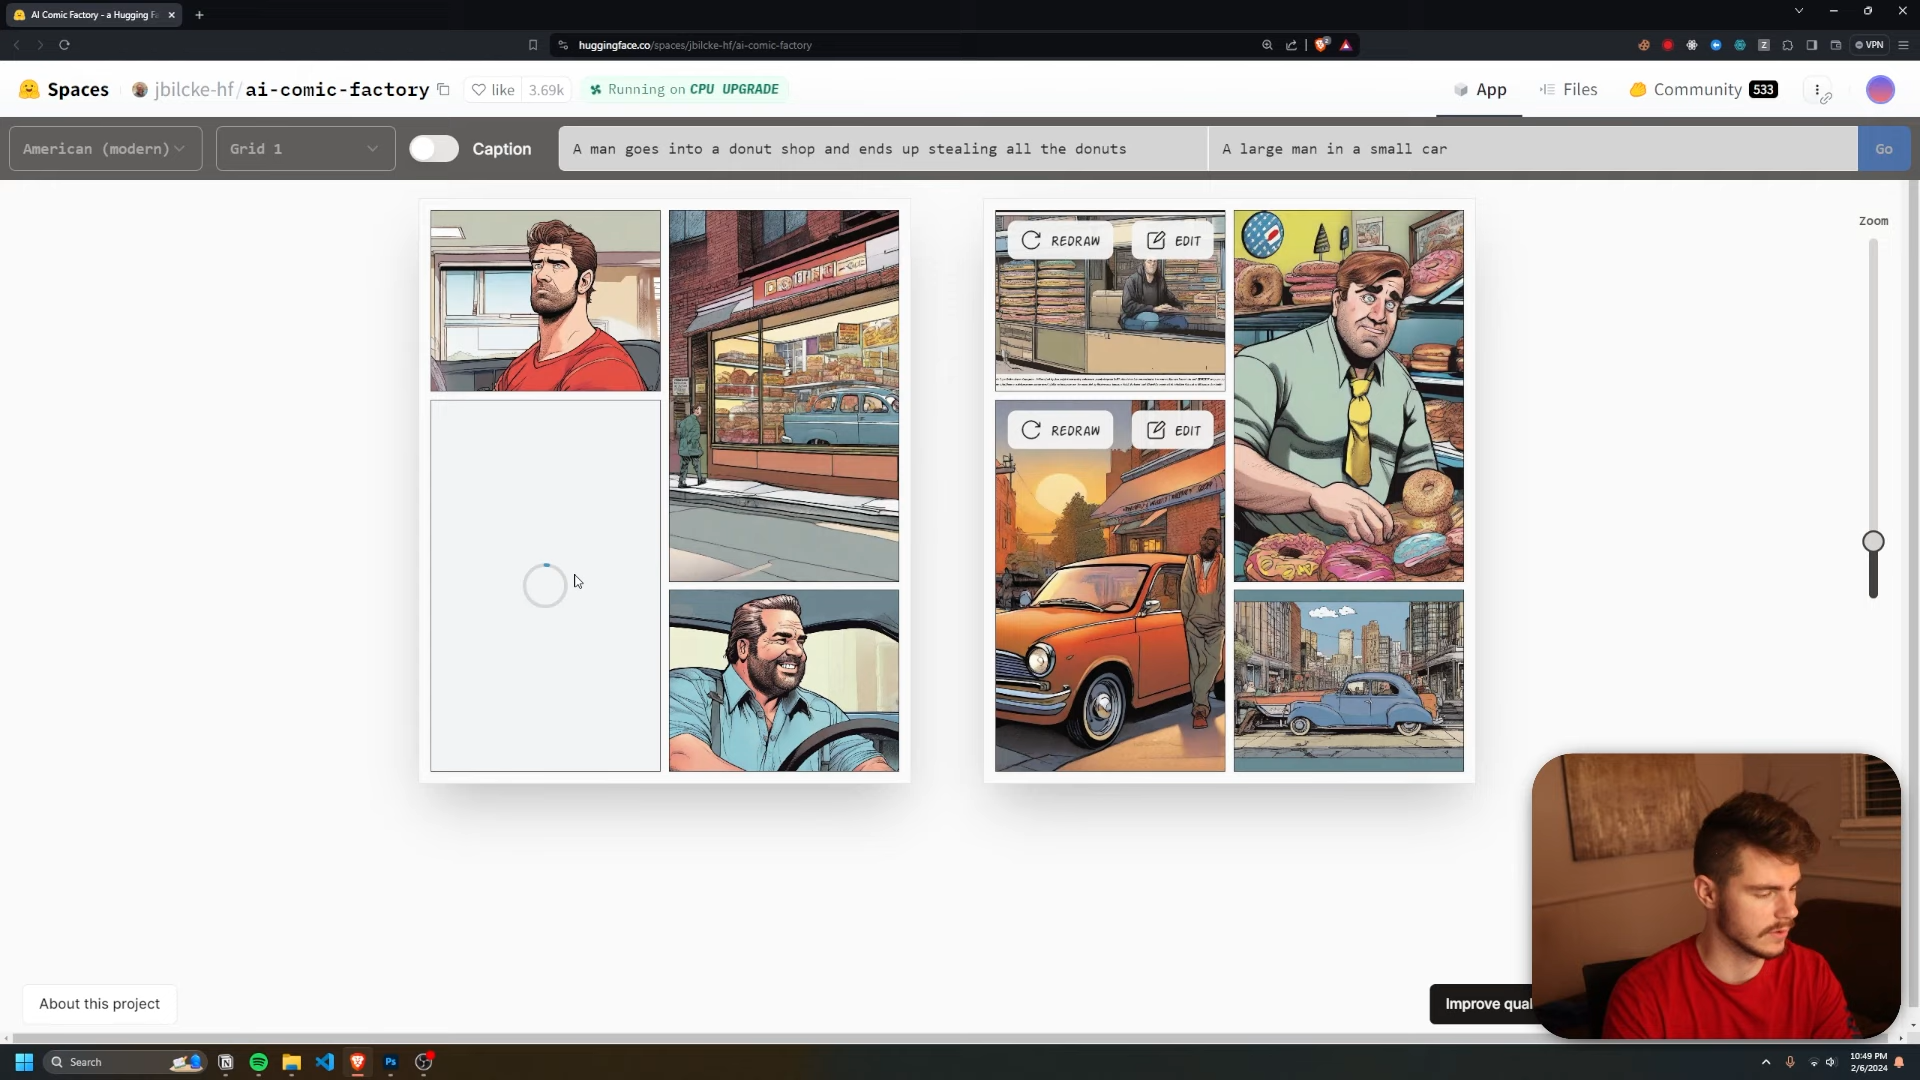 AI Comic Factory - a Hugging F
huggingface.co/spaces/jbilcke-hf/ai-comic-factory
VPN
Spaces
jbilcke-hf/ai-comic-factory
like
3.69k
Running on CPU UPGRADE
App
Files
Community
533
American (modern)
Grid 1
Caption
A man goes into a donut shop and ends up stealing all the donuts
A large man in a small car
Go
Zoom
REDRAW
EDIT
REDRAW
EDIT
About this project
Improve qual
Search
10:49 PM
2/6/2024